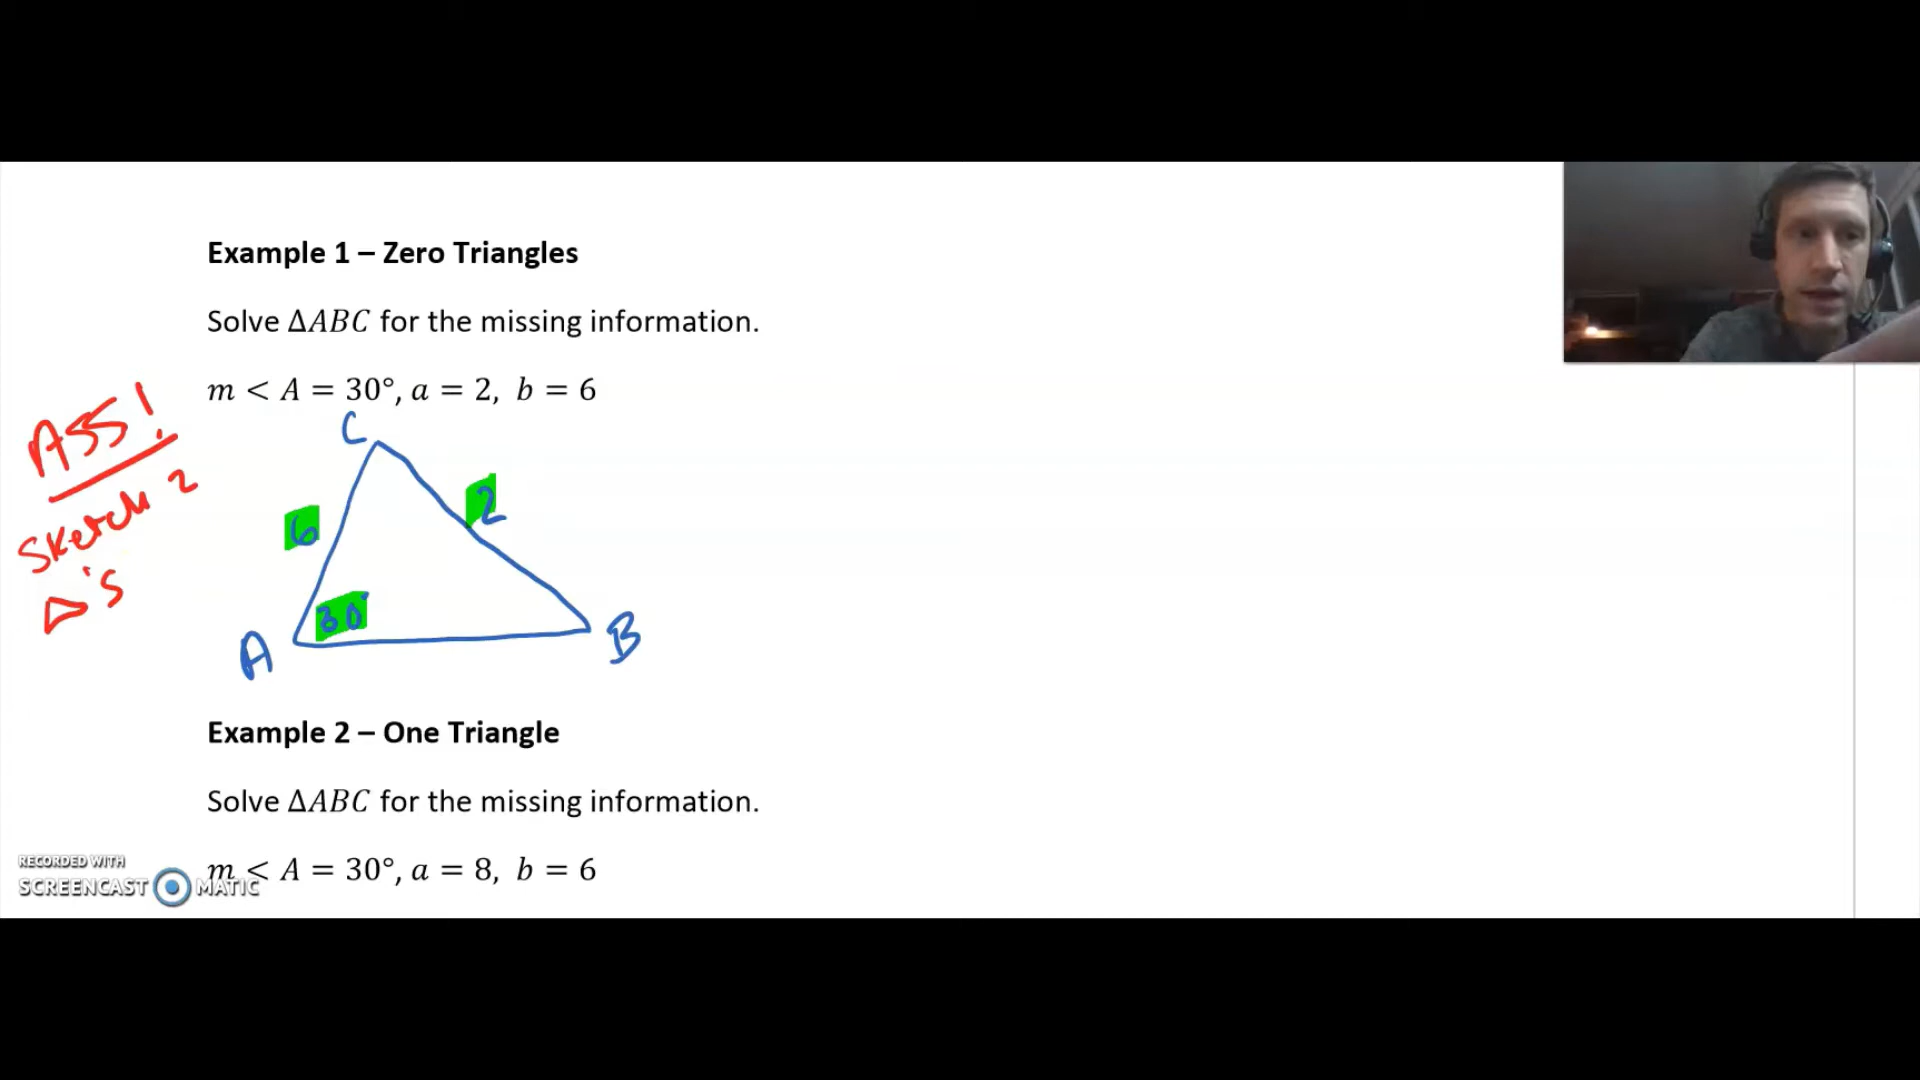 Example 1 – Zero Triangles
Solve ΔABC for the missing information.
m < A = 30°, a = 2, b = 6
ASS!
Sketch 2
Δ's
C
6
2
30°
A
B
Example 2 – One Triangle
Solve ΔABC for the missing information.
m < A = 30°, a = 8, b = 6
RECORDED WITH
SCREENCAST MATIC